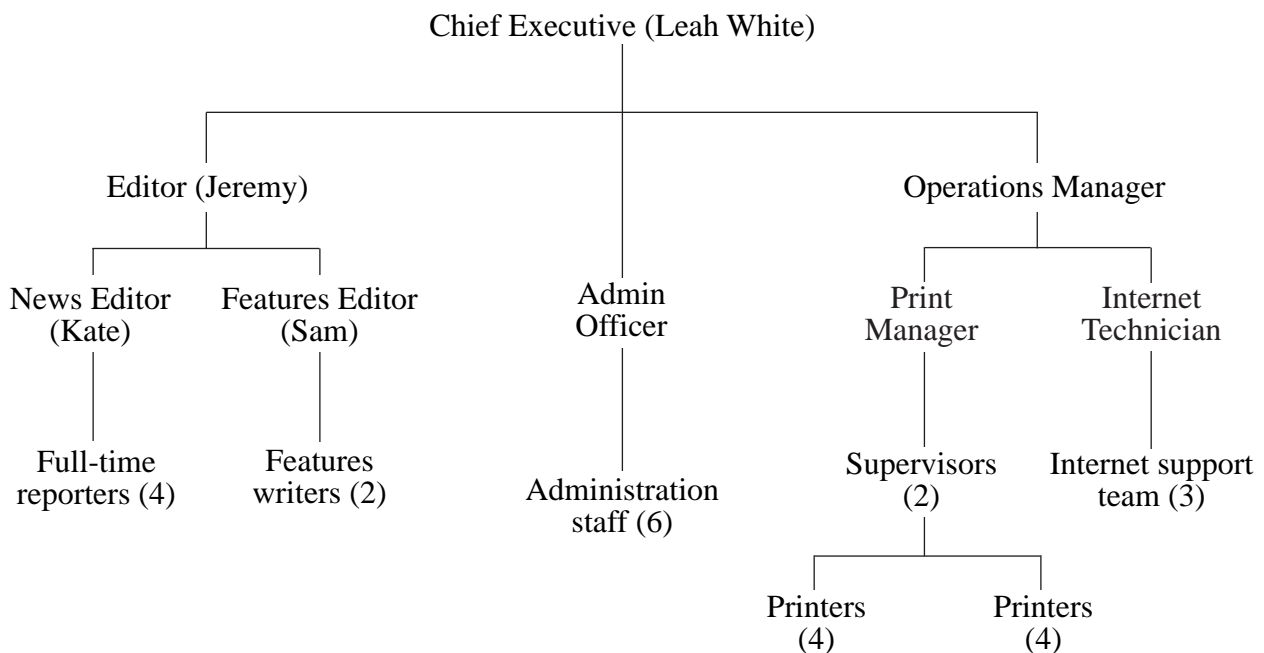 Chief Executive (Leah White)
Editor (Jeremy)
Operations Manager
News Editor
(Kate)
Features Editor
(Sam)
Admin
Officer
Print
Manager
Internet
Technician
Full-time
reporters (4)
Features
writers (2)
Administration
staff (6)
Supervisors
(2)
Internet support
team (3)
Printers
(4)
Printers
(4)